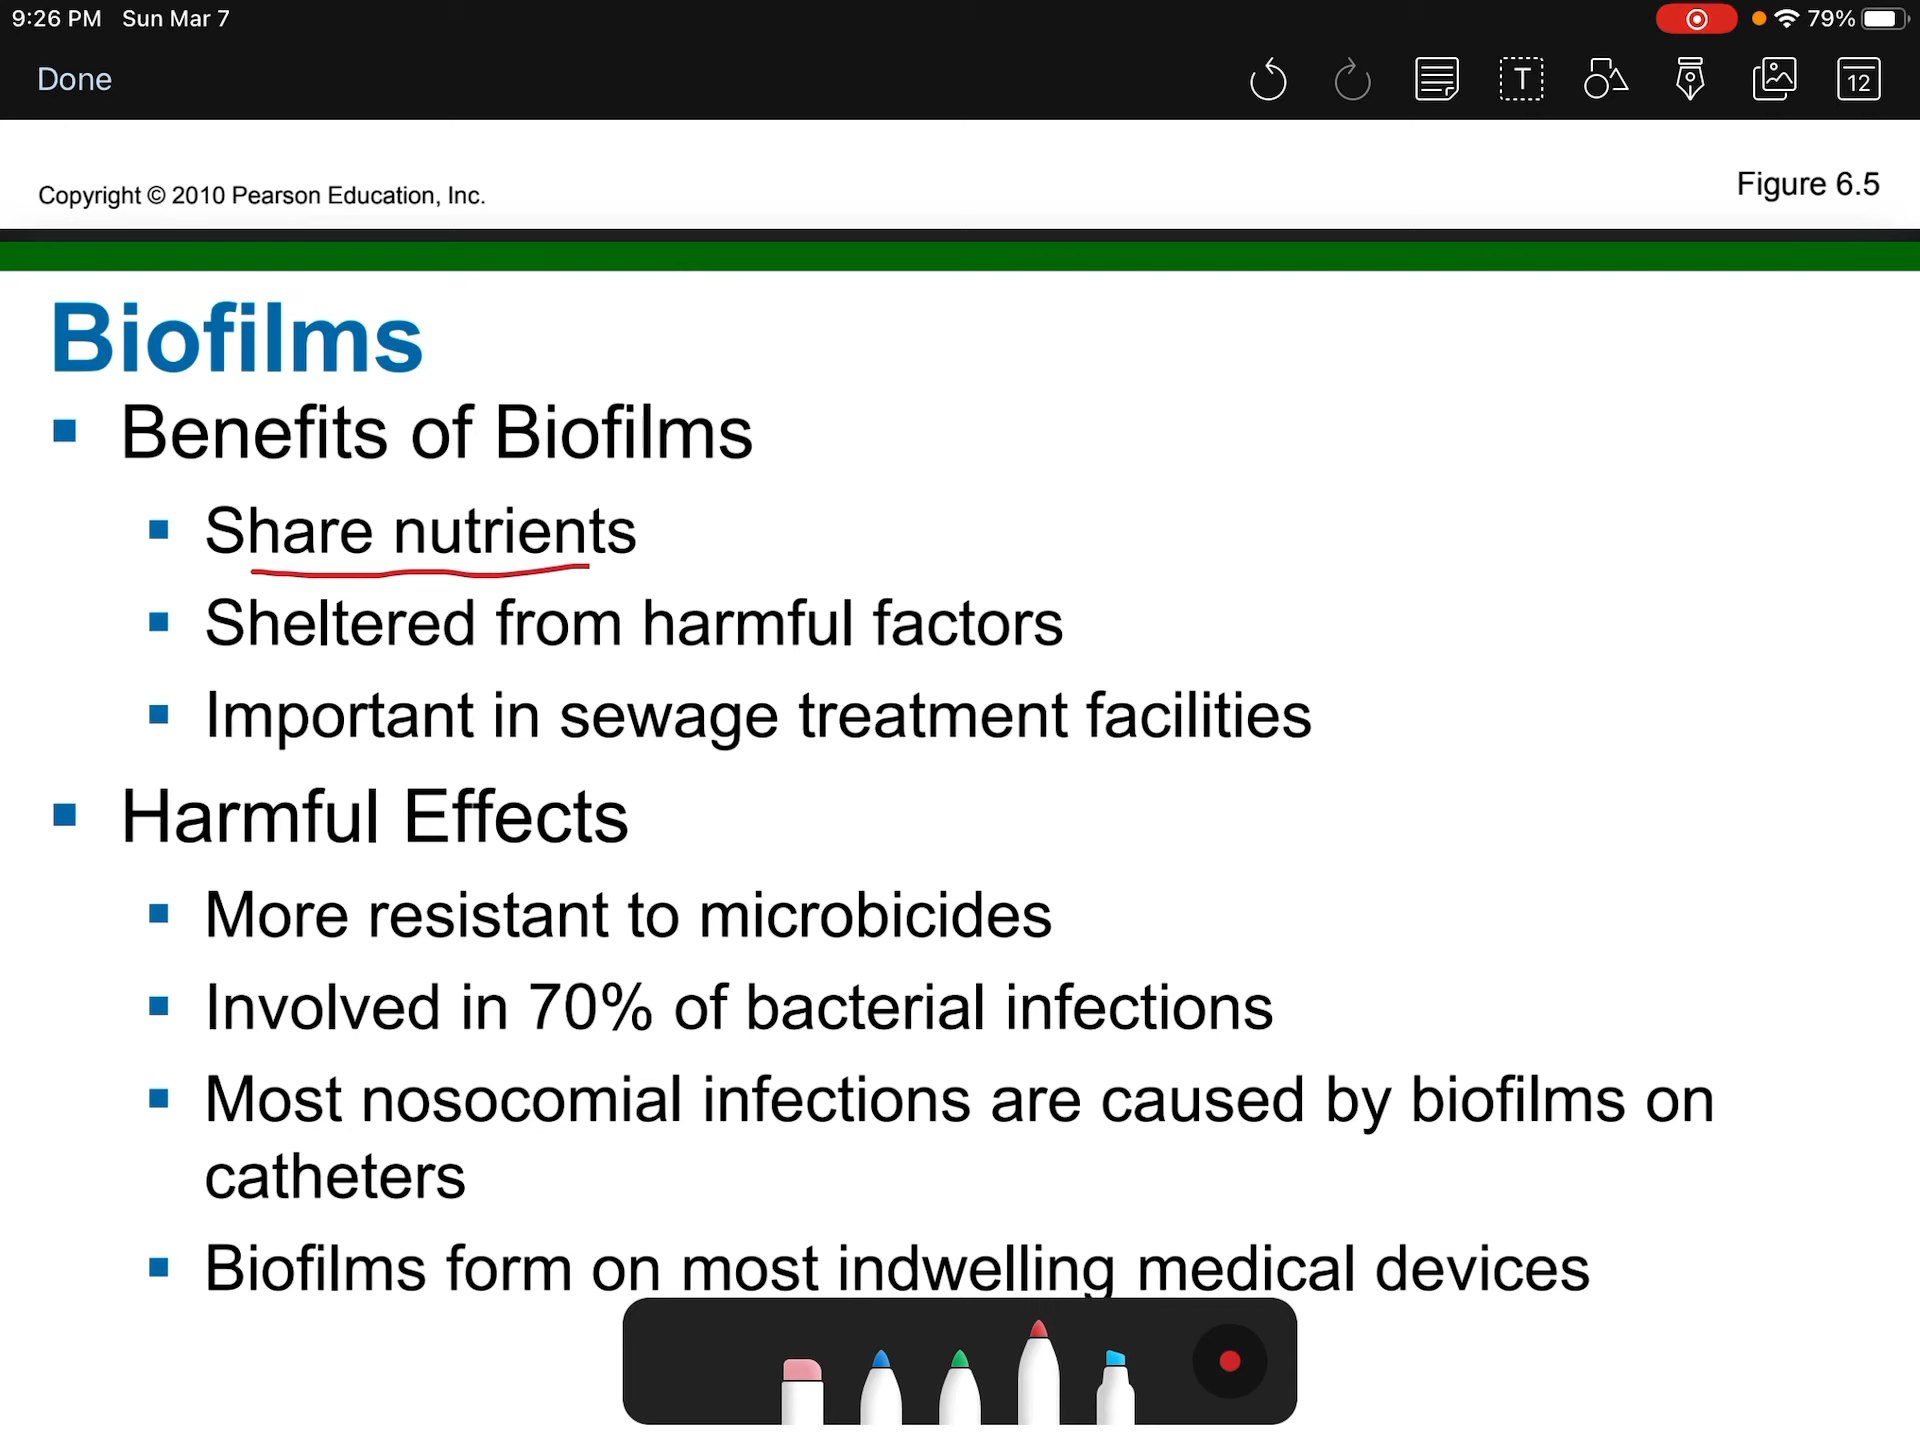 9:26 PM Sun Mar 7 79%
Done T 12
Copyright © 2010 Pearson Education, Inc. Figure 6.5
Biofilms
Benefits of Biofilms
Share nutrients
Sheltered from harmful factors
Important in sewage treatment facilities
Harmful Effects
More resistant to microbicides
Involved in 70% of bacterial infections
Most nosocomial infections are caused by biofilms on
catheters
Biofilms form on most indwelling medical devices